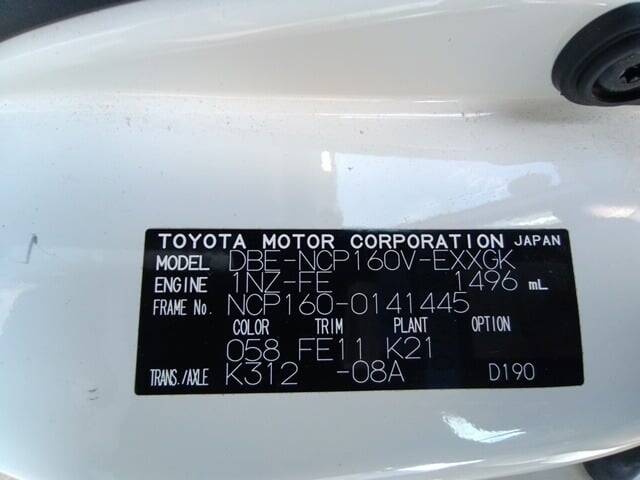 TOYOTA MOTOR CORPORATION JAPAN
MODEL DBE-NCP160V-EXXGK
ENGINE 1NZ-FE 1496 mL
FRAME No. NCP160-0141445
COLOR TRIM PLANT OPTION
058 FE11 K21
TRANS./AXLE K312 -08A D190